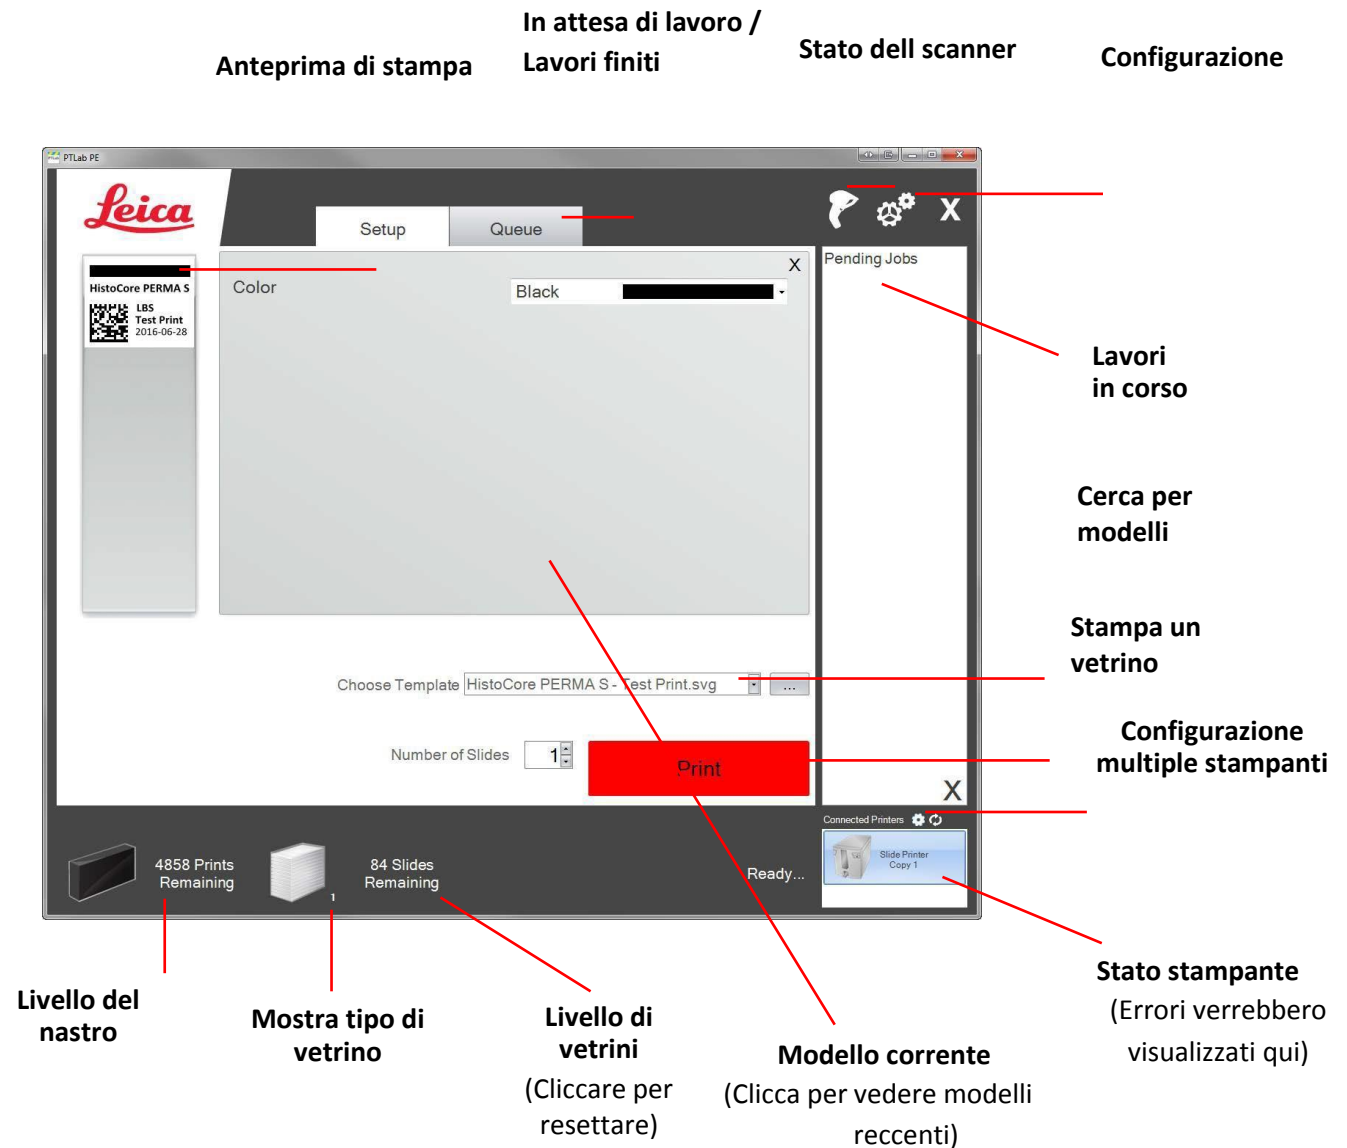 In attesa di lavoro /
Lavori finiti
Anteprima di stampa
Stato dell scanner
Configurazione
PTLab PE
Leica
Setup
Queue
X
HistoCore PERMA S
LBS
Test Print
2016-06-28
Color
X
Black
Pending Jobs
Lavori
in corso
Cerca per
modelli
Stampa un
vetrino
Choose Template
HistoCore PERMA S - Test Print.svg
...
Configurazione
multiple stampanti
Number of Slides
1
Print
X
Connected Printers
Slide Printer
Copy 1
4858 Prints
Remaining
1
84 Slides
Remaining
Ready...
Livello del
nastro
Mostra tipo di
vetrino
Livello di
vetrini
(Cliccare per
resettare)
Modello corrente
(Clicca per vedere modelli
reccenti)
Stato stampante
(Errori verrebbero
visualizzati qui)